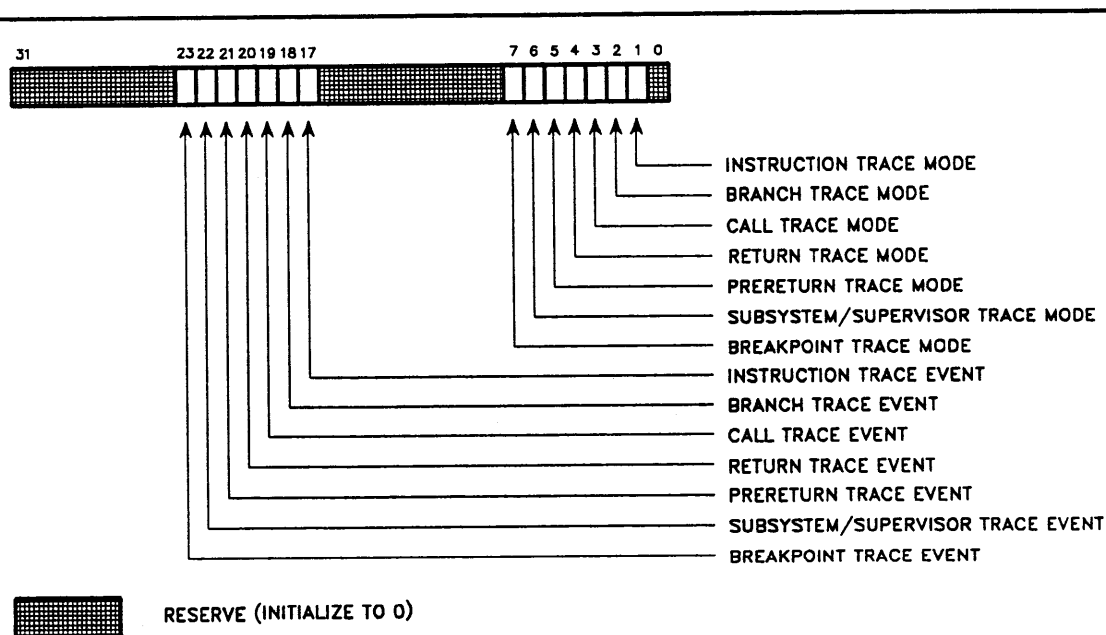 31 23 22 21 20 19 18 17 7 6 5 4 3 2 1 0
INSTRUCTION TRACE MODE
BRANCH TRACE MODE
CALL TRACE MODE
RETURN TRACE MODE
PRERETURN TRACE MODE
SUBSYSTEM/SUPERVISOR TRACE MODE
BREAKPOINT TRACE MODE
INSTRUCTION TRACE EVENT
BRANCH TRACE EVENT
CALL TRACE EVENT
RETURN TRACE EVENT
PRERETURN TRACE EVENT
SUBSYSTEM/SUPERVISOR TRACE EVENT
BREAKPOINT TRACE EVENT
RESERVE (INITIALIZE TO 0)